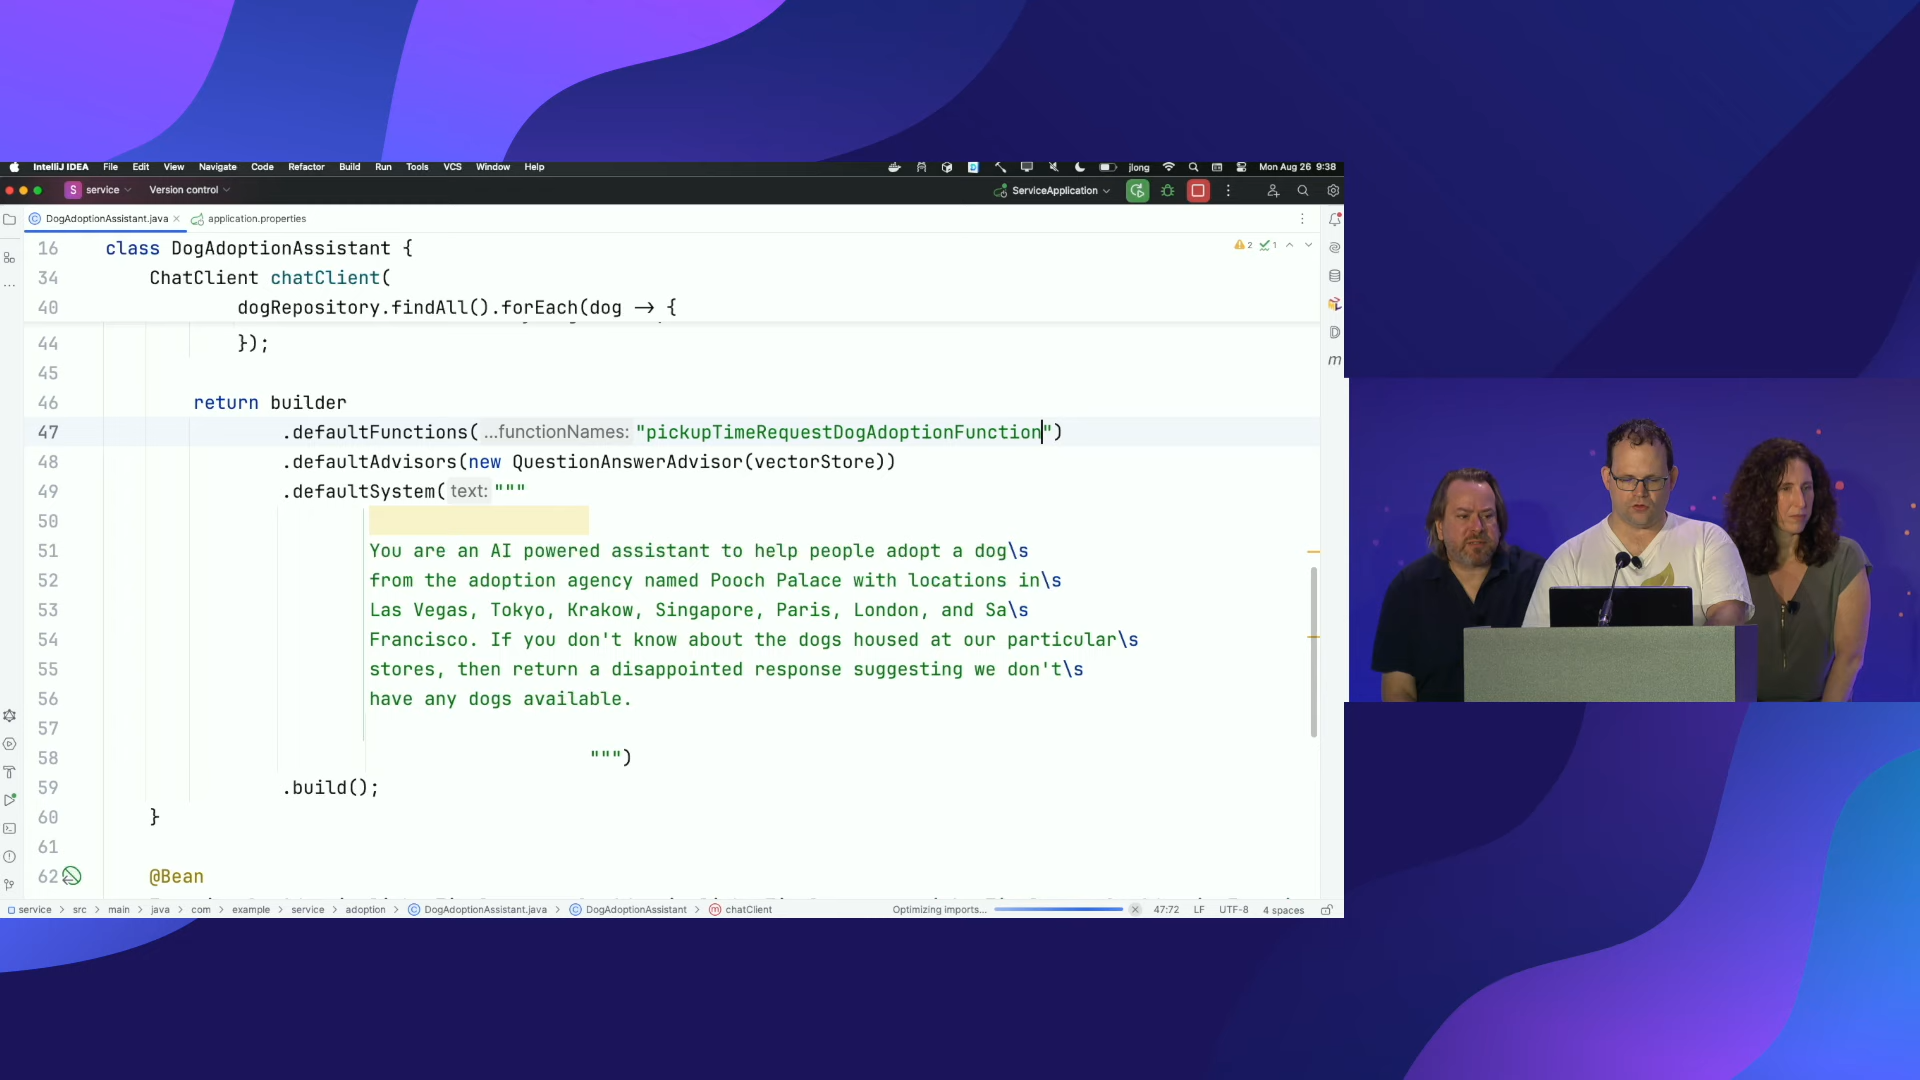 IntelliJ IDEA File Edit View Navigate Code Refactor Build Run Tools VCS Window Help jlong Mon Aug 26 9:38
S service Version control ServiceApplication
DogAdoptionAssistant.java application.properties
16 class DogAdoptionAssistant { 2 1
34 ChatClient chatClient(
40 dogRepository.findAll().forEach(dog → {
44 });
45
46 return builder
47 .defaultFunctions( ...functionNames: "pickupTimeRequestDogAdoptionFunction")
48 .defaultAdvisors(new QuestionAnswerAdvisor(vectorStore))
49 .defaultSystem( text: """
50
51 You are an AI powered assistant to help people adopt a dog\s
52 from the adoption agency named Pooch Palace with locations in\s
53 Las Vegas, Tokyo, Krakow, Singapore, Paris, London, and Sa\s
54 Francisco. If you don't know about the dogs housed at our particular\s
55 stores, then return a disappointed response suggesting we don't\s
56 have any dogs available.
57
58 """)
59 .build();
60 }
61
62 @Bean
service > src > main > java > com > example > service > adoption > DogAdoptionAssistant.java > DogAdoptionAssistant > chatClient Optimizing imports... 47:72 LF UTF-8 4 spaces